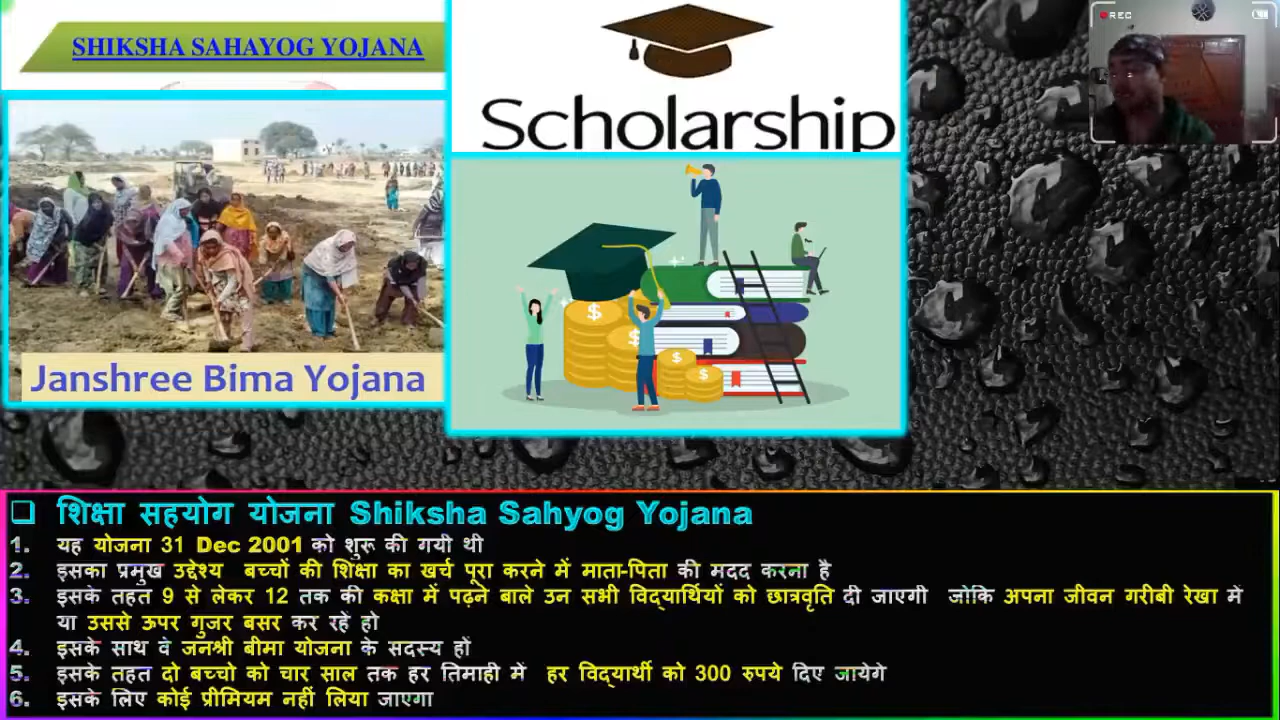 SHIKSHA SAHAYOG YOJANA
Scholarship
REC
Janshree Bima Yojana
$
$
$
$
❑ शिक्षा सहयोग योजना Shiksha Sahyog Yojana
1. यह योजना 31 Dec 2001 को शुरू की गयी थी
2. इसका प्रमुख उद्देश्य बच्चों की शिक्षा का खर्च पूरा करने में माता-पिता की मदद करना है
3. इसके तहत 9 से लेकर 12 तक की कक्षा में पढ़ने बाले उन सभी विद्यार्थियों को छात्रवृति दी जाएगी जोकि अपना जीवन गरीबी रेखा में
या उससे ऊपर गुजर बसर कर रहे हो
4. इसके साथ वे जनश्री बीमा योजना के सदस्य हों
5. इसके तहत दो बच्चो को चार साल तक हर तिमाही में हर विद्यार्थी को 300 रुपये दिए जायेगे
6. इसके लिए कोई प्रीमियम नहीं लिया जाएगा